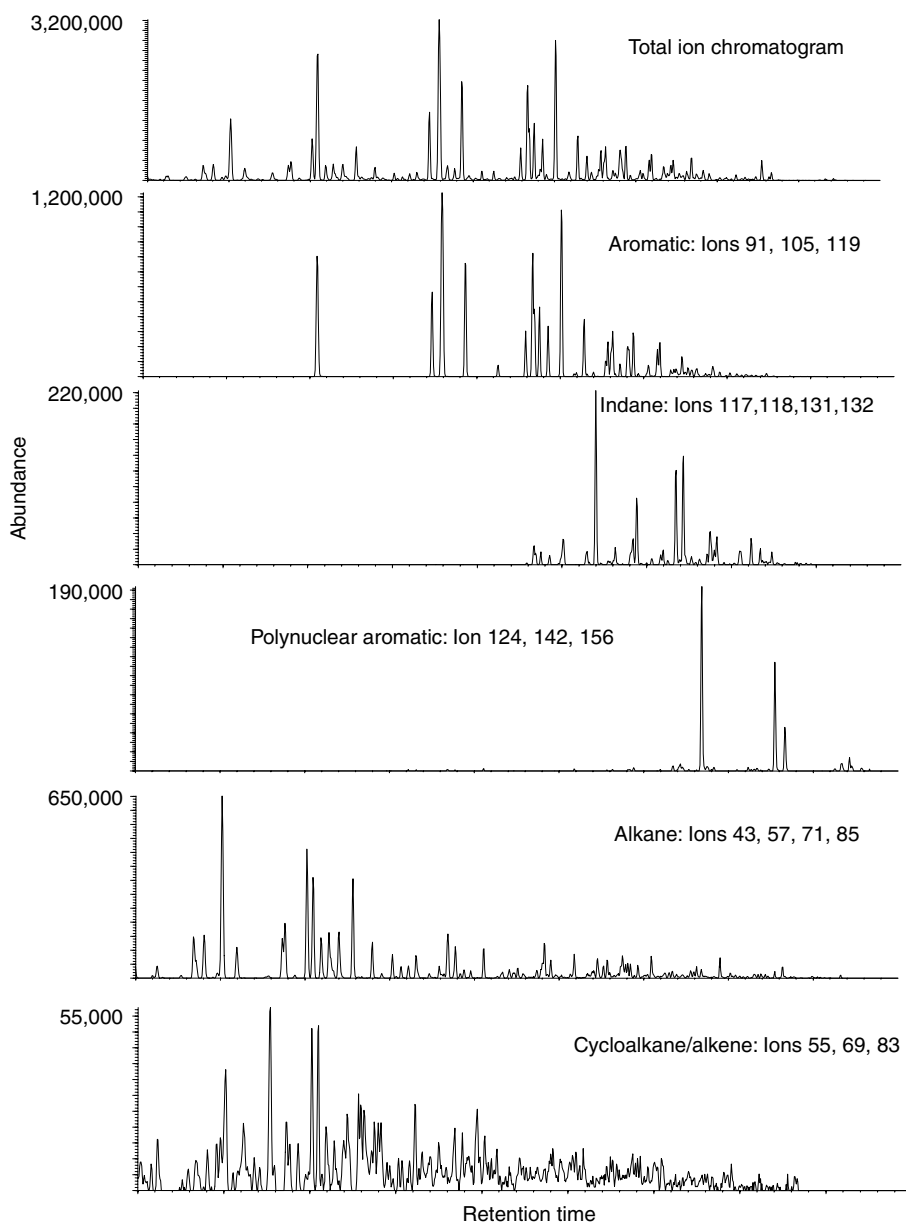 3,200,000
Total ion chromatogram
1,200,000
Aromatic: Ions 91, 105, 119
220,000
Indane: Ions 117,118,131,132
Abundance
190,000
Polynuclear aromatic: Ion 124, 142, 156
650,000
Alkane: Ions 43, 57, 71, 85
55,000
Cycloalkane/alkene: Ions 55, 69, 83
Retention time